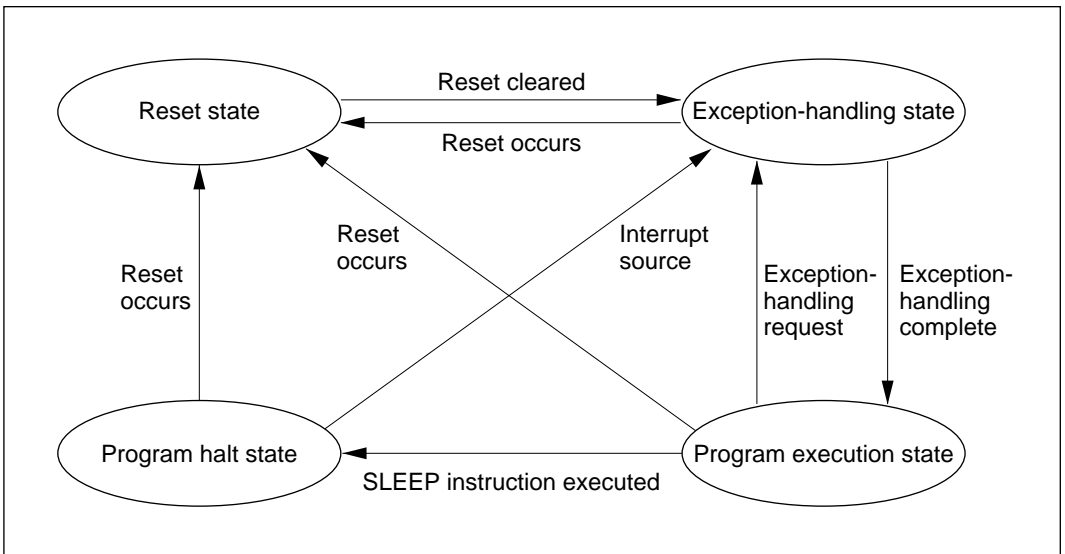 Reset cleared
Reset state
Exception-handling state
Reset occurs
Reset
occurs
Interrupt
source
Reset
occurs
Exception-
handling
request
Exception-
handling
complete
Program halt state
Program execution state
SLEEP instruction executed